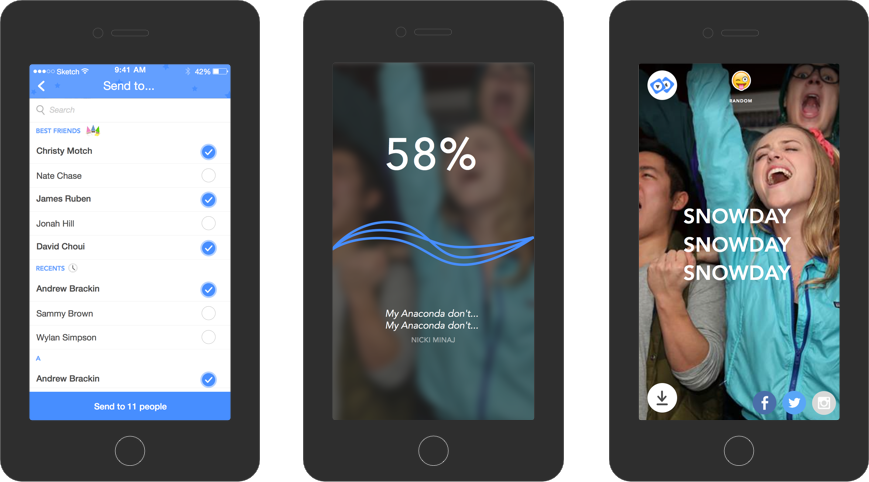 Sketch 9:41 AM 42%
Send to...
Search
BEST FRIENDS
Christy Motch
Nate Chase
James Ruben
Jonah Hill
David Choui
RECENTS
Andrew Brackin
Sammy Brown
Wylan Simpson
A
Andrew Brackin
Send to 11 people
58%
My Anaconda don't...
My Anaconda don't...
NICKI MINAJ
RANDOM
SNOWDAY
SNOWDAY
SNOWDAY